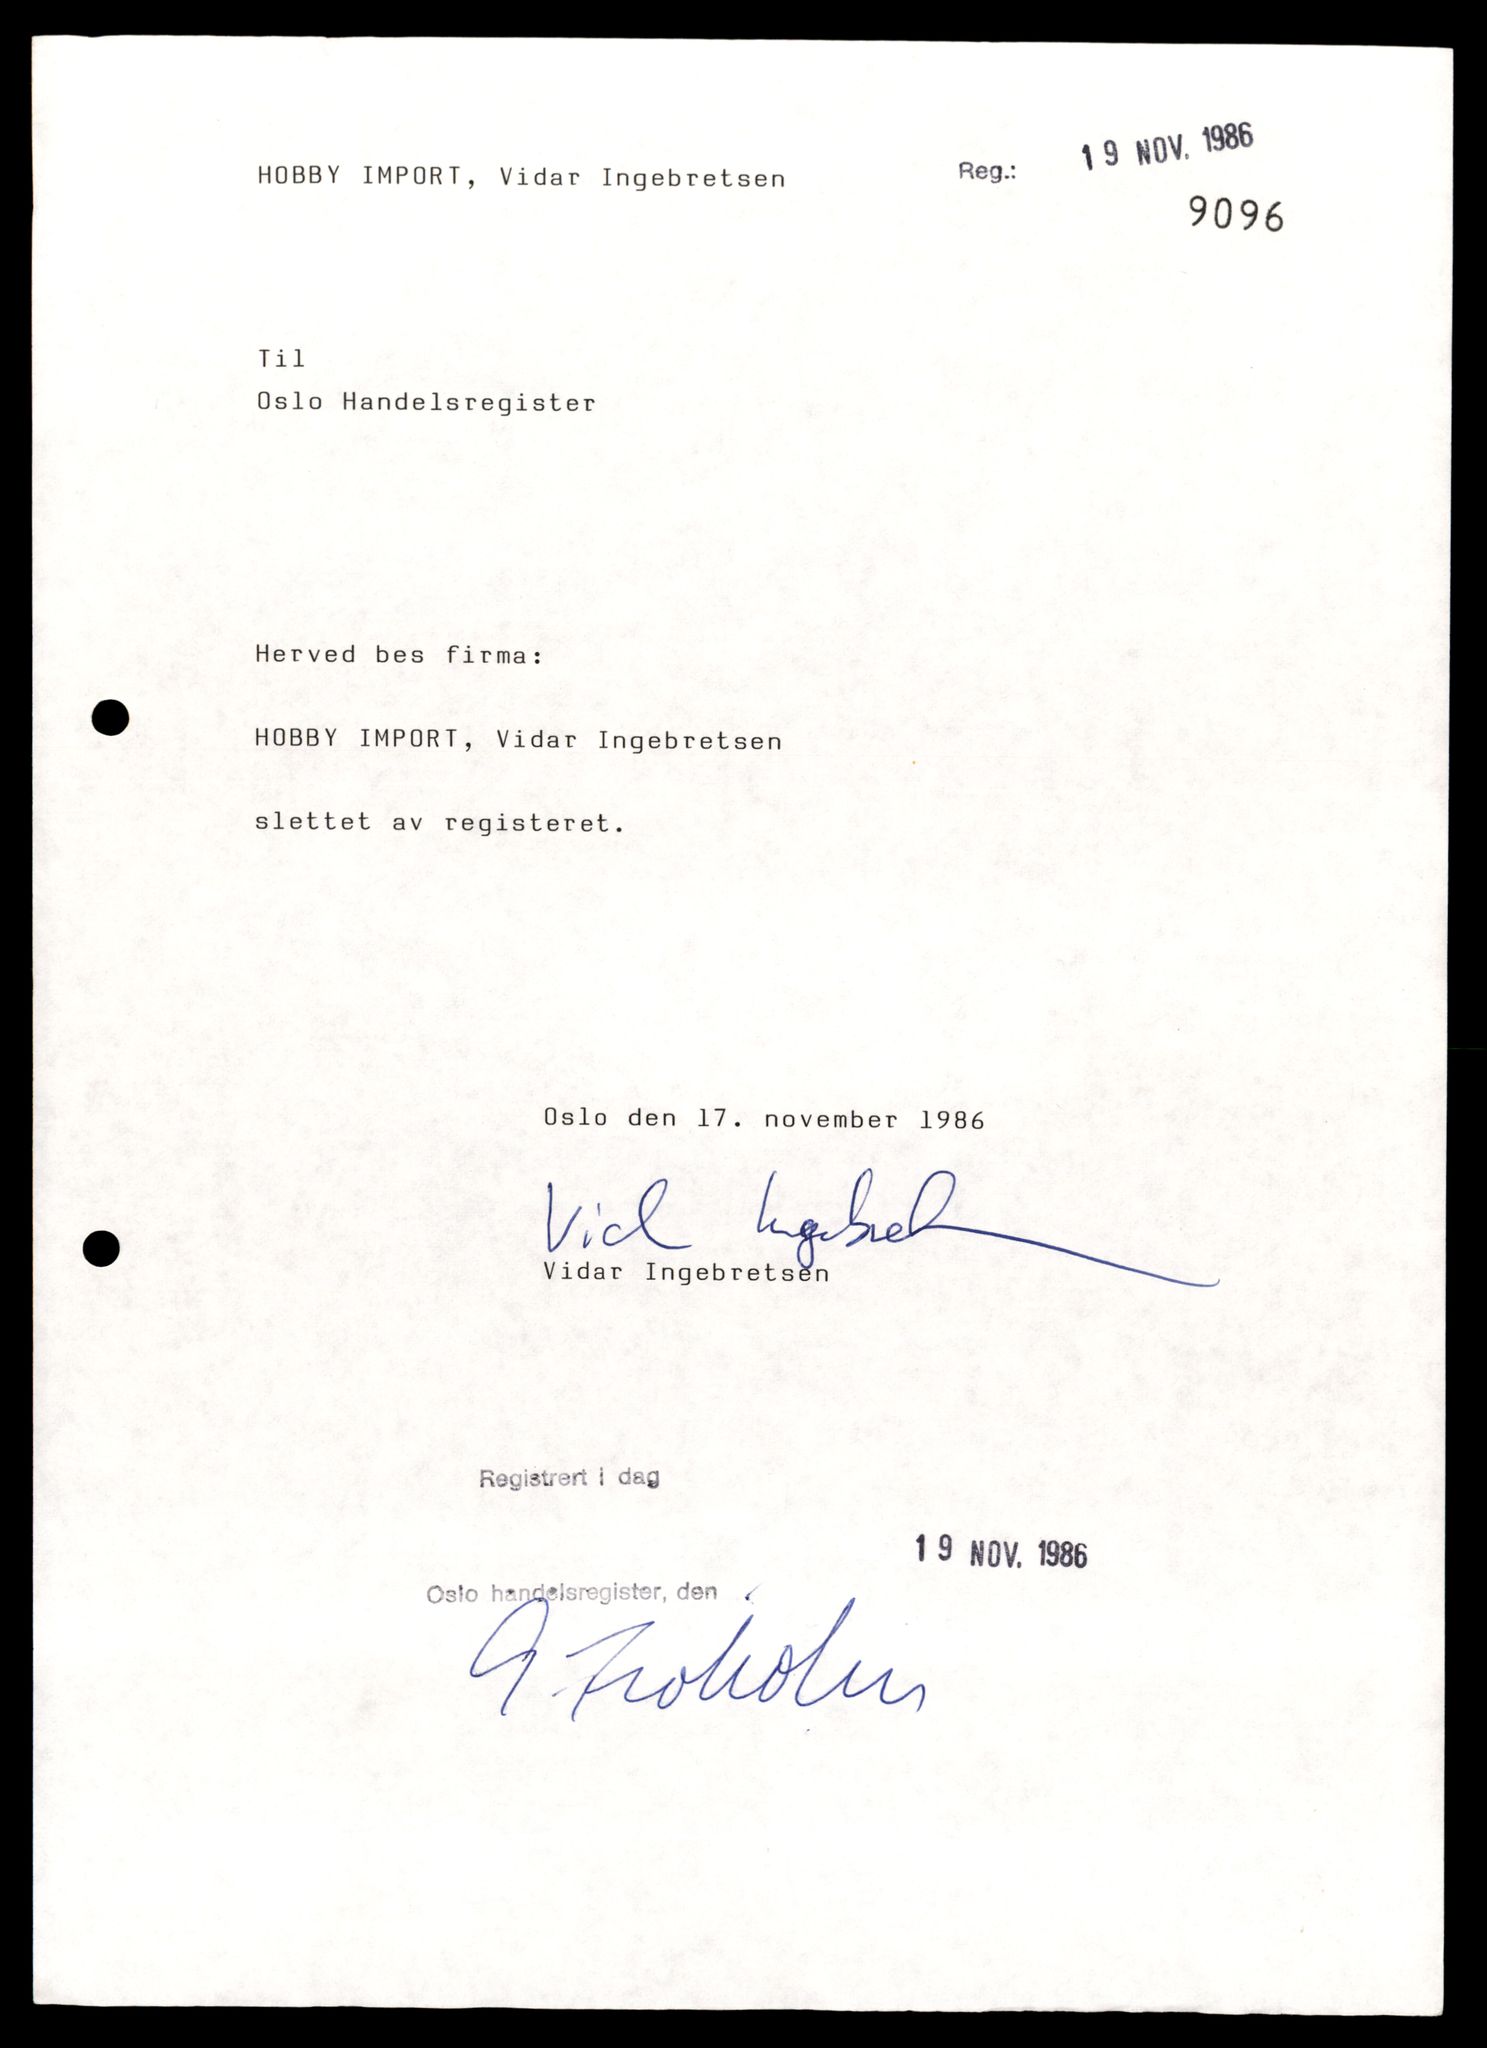 HOBBY IMPORT, Vidar Ingebretsen
Reg.: 19 NOV. 1986
9096
Til
Oslo Handelsregister
Herved bes firma:
HOBBY IMPORT, Vidar Ingebretsen
slettet av registeret.
Oslo den 17. november 1986
Vidar Ingebretsen
Registrert i dag
19 NOV. 1986
Oslo handelsregister, den